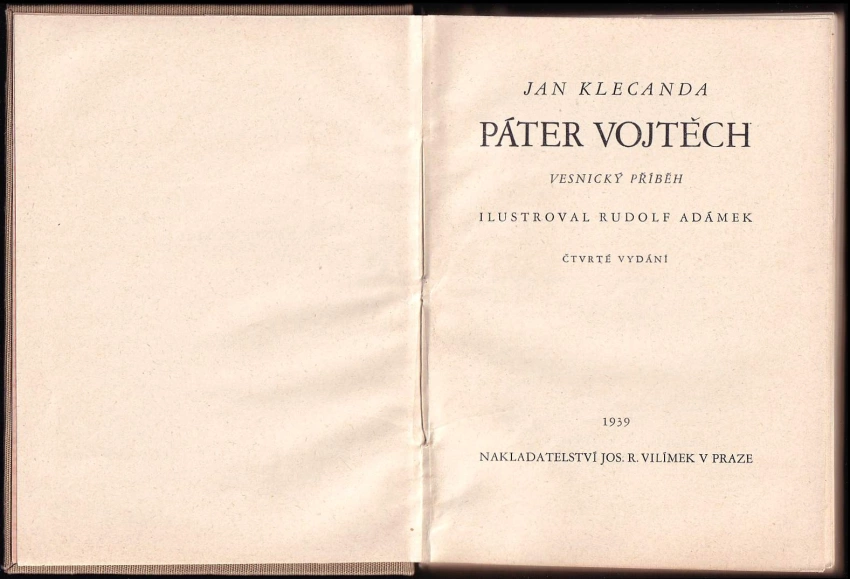 JAN KLECANDA
PÁTER VOJTĚCH
VESNICKÝ PŘÍBĚH
ILUSTROVAL RUDOLF ADÁMEK
ČTVRTÉ VYDÁNÍ
1939
NAKLADATELSTVÍ JOS. R. VILÍMEK V PRAZE